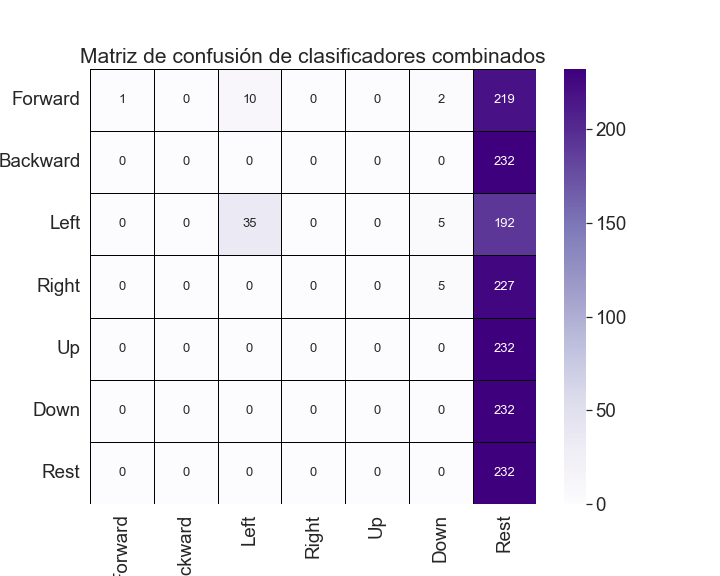 Matriz de confusión de clasificadores combinados
Forward 1 0 10 0 0 2 219
Backward 0 0 0 0 0 0 232
Left 0 0 35 0 0 5 192
Right 0 0 0 0 0 5 227
Up 0 0 0 0 0 0 232
Down 0 0 0 0 0 0 232
Rest 0 0 0 0 0 0 232
Forward
ckward
Left
Right
Up
Down
Rest
200
150
100
50
0